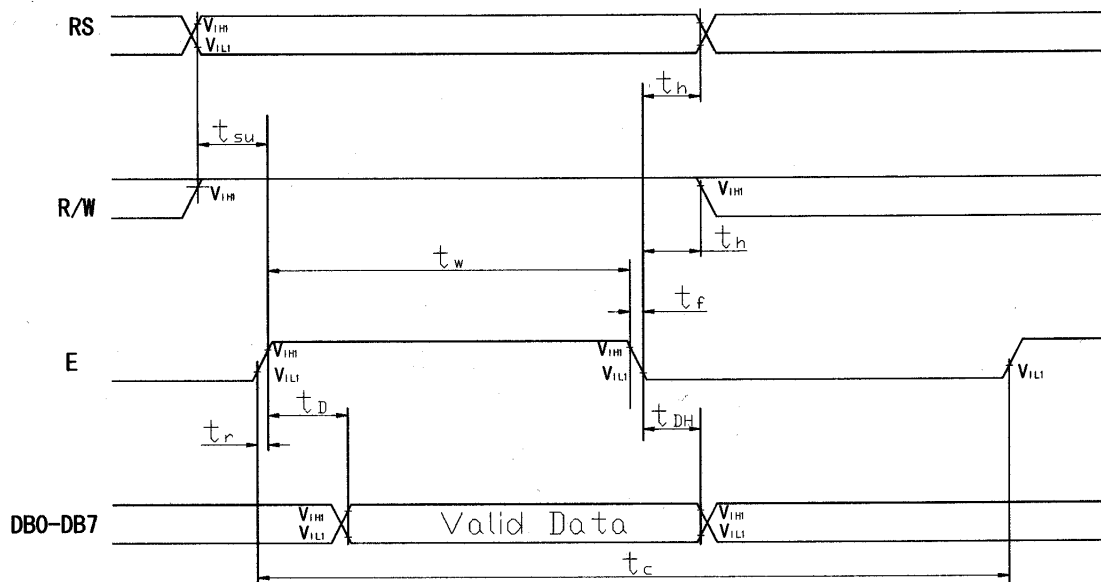 RS
VIH1
VIL1
th
tsu
R/W
VIH1
VIH1
th
tw
tf
E
VIH1
VIL1
VIH1
VIL1
VIL1
tD
tr
tDH
DB0-DB7
VIH1
VIL1
Valid Data
VIH1
VIL1
tc